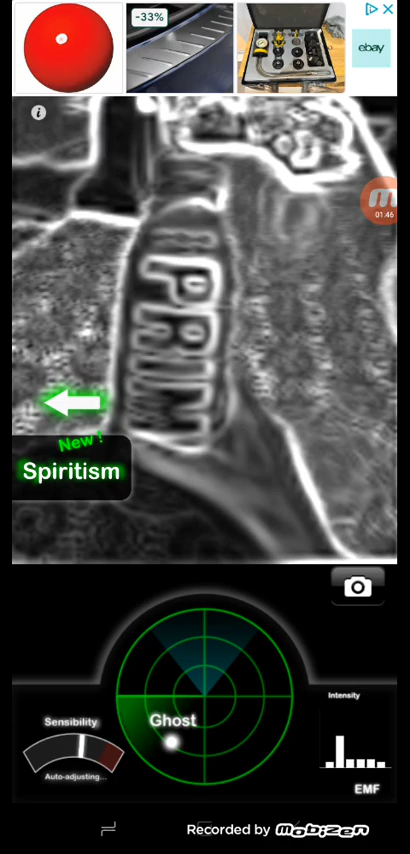 -33%
ebay
01:46
PRIM
New !
Spiritism
Ghost
Sensibility
Auto-adjusting...
Intensity
EMF
Recorded by Mobizen